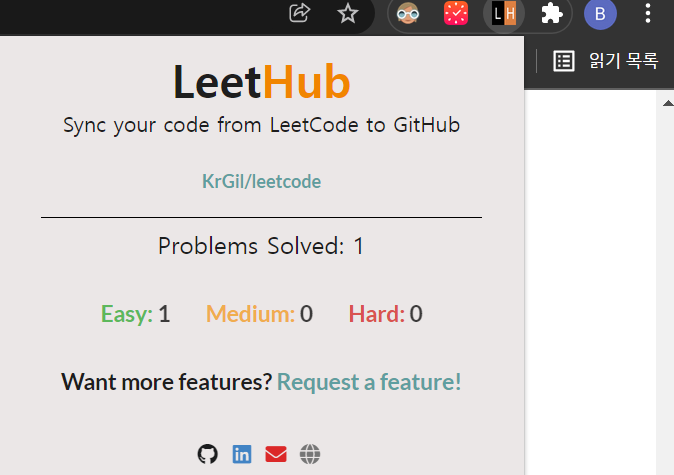 L H
B
읽기 목록
LeetHub
Sync your code from LeetCode to GitHub
KrGil/leetcode
Problems Solved: 1
Easy: 1 Medium: 0 Hard: 0
Want more features? Request a feature!
in